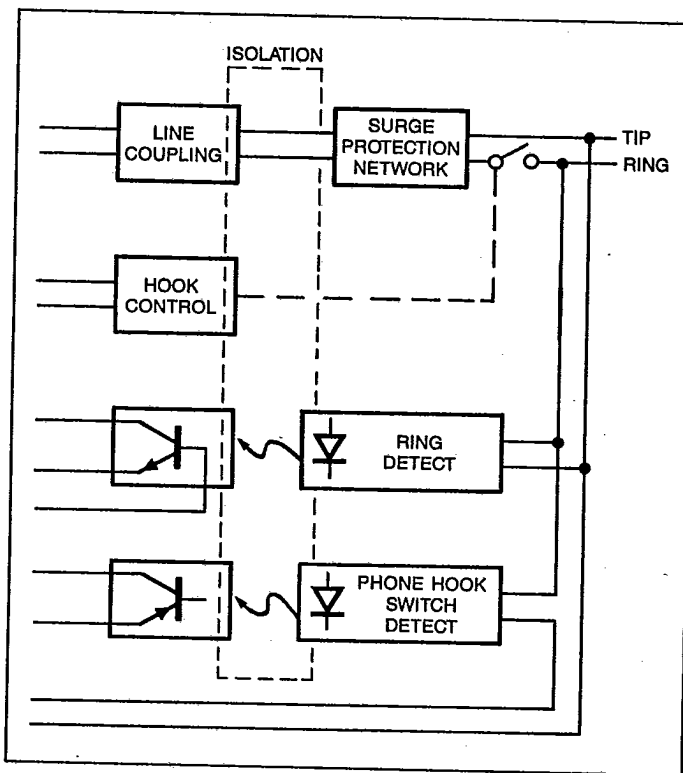 ISOLATION
LINE
COUPLING
SURGE
PROTECTION
NETWORK
TIP
RING
HOOK
CONTROL
RING
DETECT
PHONE HOOK
SWITCH
DETECT